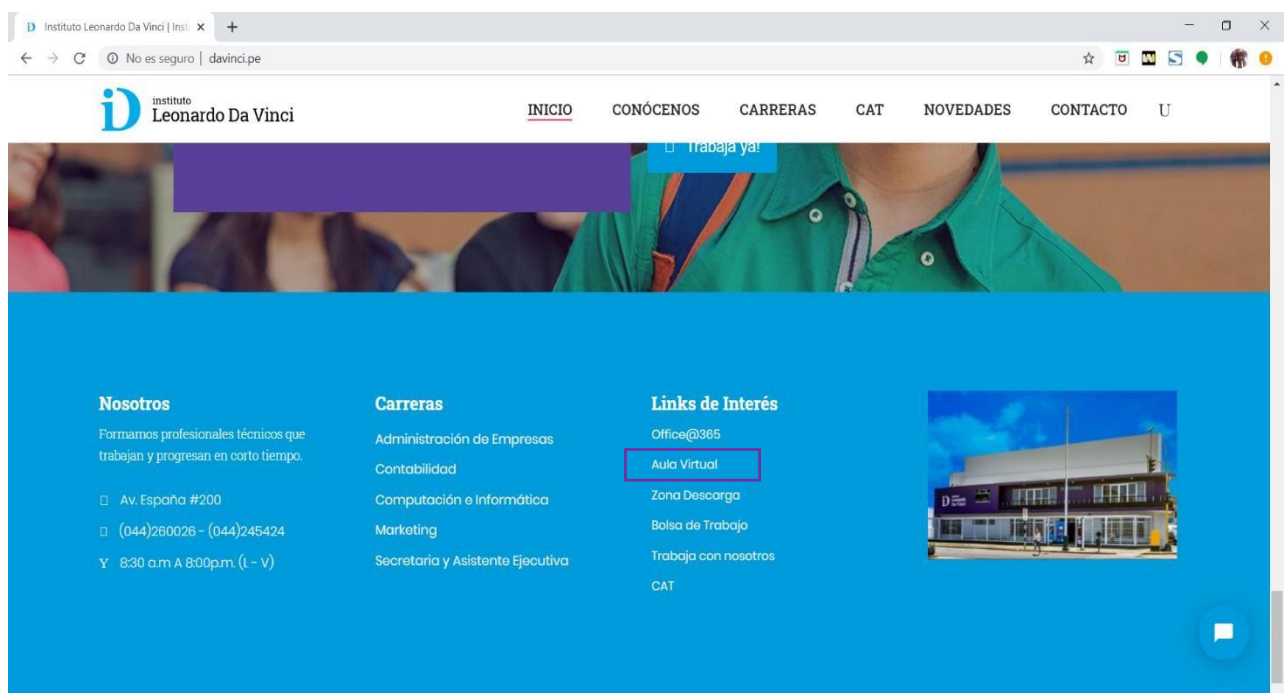 Instituto Leonardo Da Vinci | Inst
No es seguro | davinci.pe
instituto
Leonardo Da Vinci
INICIO CONÓCENOS CARRERAS CAT NOVEDADES CONTACTO U
Trabaja ya!
Nosotros
Formamos profesionales técnicos que
trabajan y progresan en corto tiempo.
Av. España #200
(044)260026 - (044)245424
Y 8:30 a.m A 8:00p.m. (L - V)
Carreras
Administración de Empresas
Contabilidad
Computación e Informática
Marketing
Secretaria y Asistente Ejecutiva
Links de Interés
Office@365
Aula Virtual
Zona Descarga
Bolsa de Trabajo
Trabaja con nosotros
CAT